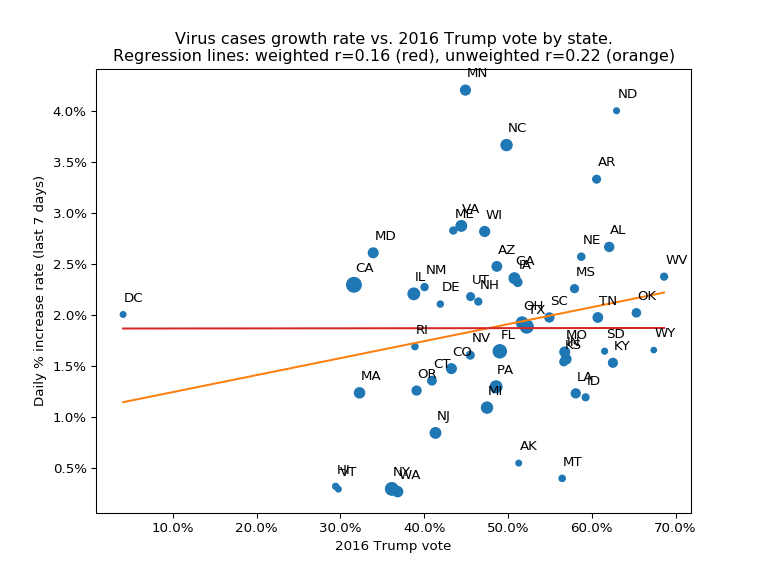 Virus cases growth rate vs. 2016 Trump vote by state.
Regression lines: weighted r=0.16 (red), unweighted r=0.22 (orange)
MN
ND
4.0%
NC
AR
3.5%
3.0%
VA
ME
WI
MD
AL
AZ
NE
2.5%
GA
IA
WV
CA
IL
NM
MS
UT
NH
DE
DC
OK
OH
TX
SC
TN
2.0%
RI
NV
FL
MO
IN
KS
SD
WY
KY
CO
1.5%
CT
OR
MA
PA
MI
LA
ID
1.0%
NJ
AK
MT
0.5%
HI
VT
NY
WA
Daily % increase rate (last 7 days)
10.0% 20.0% 30.0% 40.0% 50.0% 60.0% 70.0%
2016 Trump vote